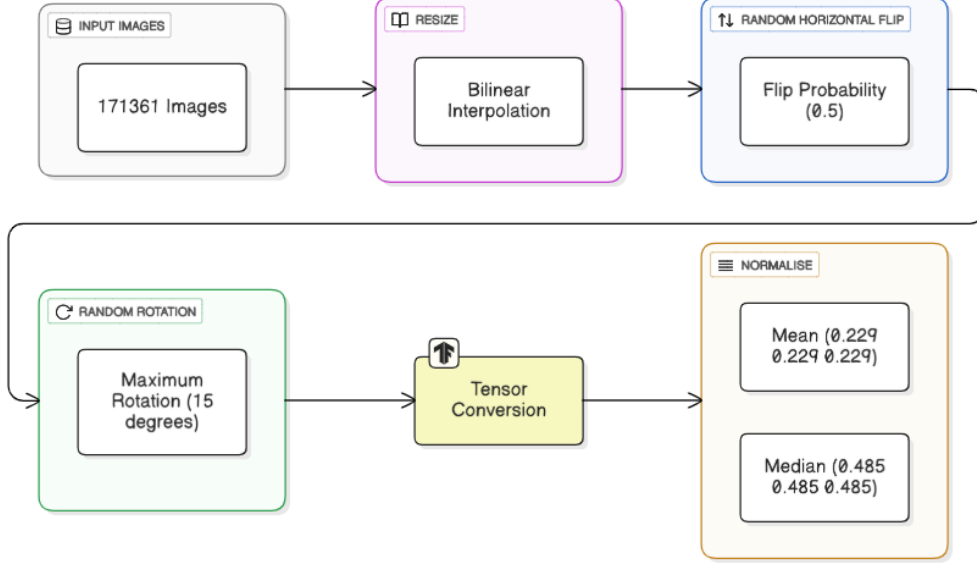 INPUT IMAGES
171361 Images
RESIZE
Bilinear
Interpolation
RANDOM HORIZONTAL FLIP
Flip Probability
(0.5)
RANDOM ROTATION
Maximum
Rotation (15
degrees)
Tensor
Conversion
NORMALISE
Mean (0.229
0.229 0.229)
Median (0.485
0.485 0.485)